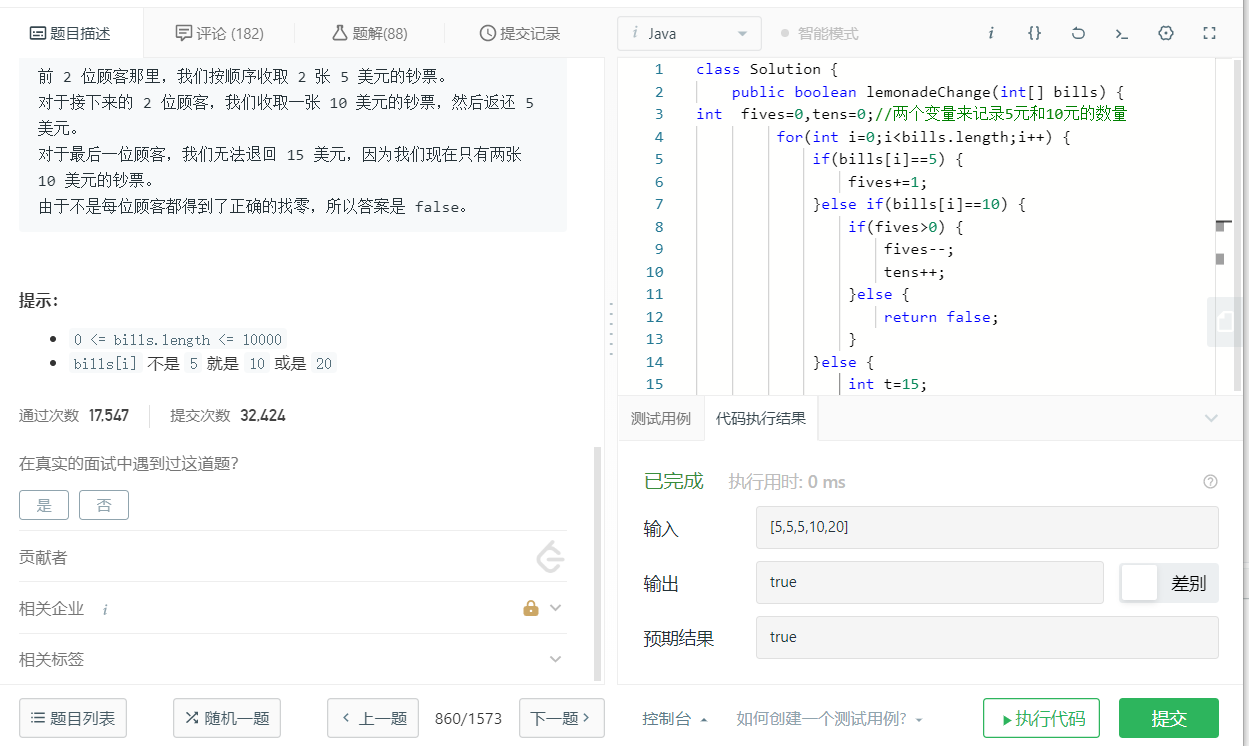 题目描述
评论 (182)
题解(88)
提交记录
前 2 位顾客那里，我们按顺序收取 2 张 5 美元的钞票。
对于接下来的 2 位顾客，我们收取一张 10 美元的钞票，然后返还 5
美元。
对于最后一位顾客，我们无法退回 15 美元，因为我们现在只有两张
10 美元的钞票。
由于不是每位顾客都得到了正确的找零，所以答案是 false。
提示：
0 <= bills.length <= 10000
bills[i] 不是 5 就是 10 或是 20
通过次数 17,547 提交次数 32,424
在真实的面试中遇到过这道题?
是 否
贡献者
相关企业 i
相关标签
题目列表
随机一题
< 上一题
860/1573
下一题 >
i Java
智能模式
i {} >_
1 class Solution {
2 public boolean lemonadeChange(int[] bills) {
3 int  fives=0,tens=0;//两个变量来记录5元和10元的数量
4 for(int i=0;i<bills.length;i++) {
5 if(bills[i]==5) {
6 fives+=1;
7 }else if(bills[i]==10) {
8 if(fives>0) {
9 fives--;
10 tens++;
11 }else {
12 return false;
13 }
14 }else {
15 int t=15;
测试用例
代码执行结果
已完成 执行用时: 0 ms
输入 [5,5,5,10,20]
输出 true 差别
预期结果 true
控制台
如何创建一个测试用例?
执行代码
提交